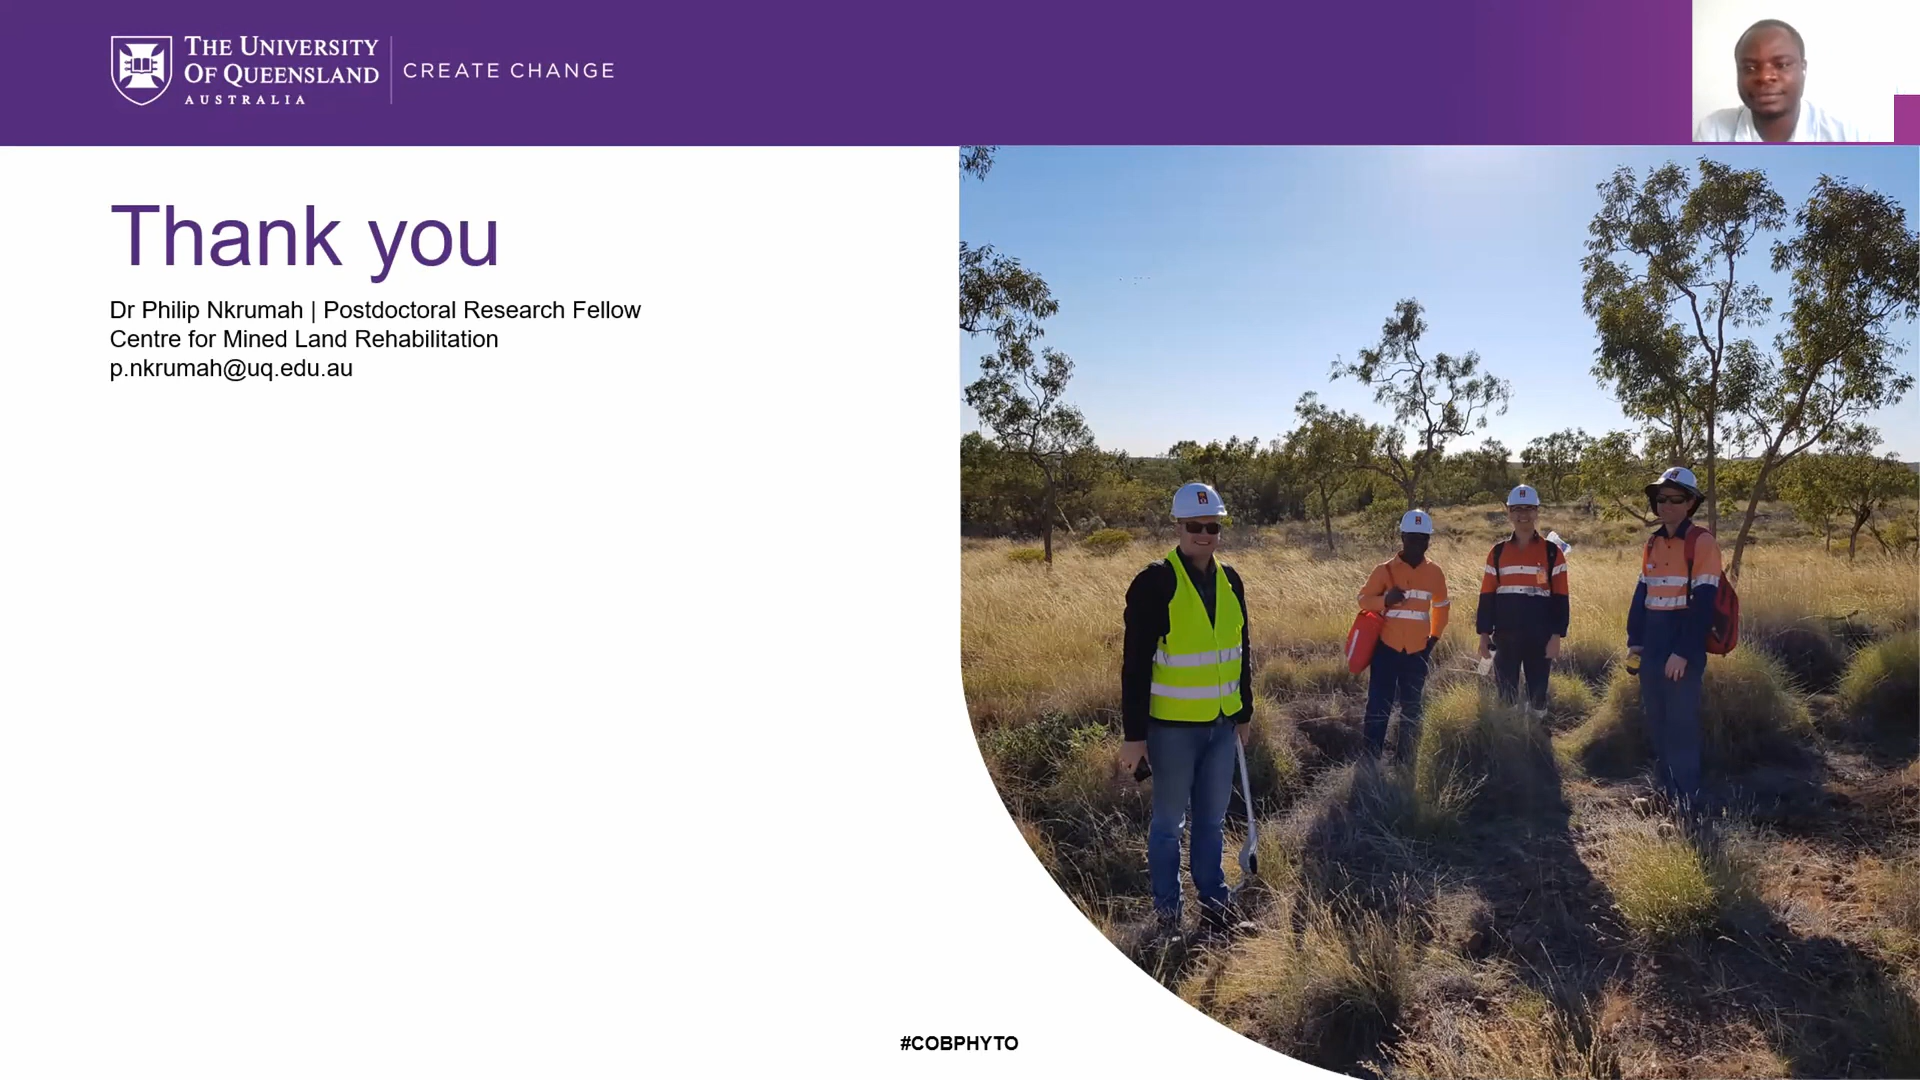 THE UNIVERSITY
OF QUEENSLAND
AUSTRALIA
CREATE CHANGE
Thank you
Dr Philip Nkrumah | Postdoctoral Research Fellow
Centre for Mined Land Rehabilitation
p.nkrumah@uq.edu.au
#COBPHYTO